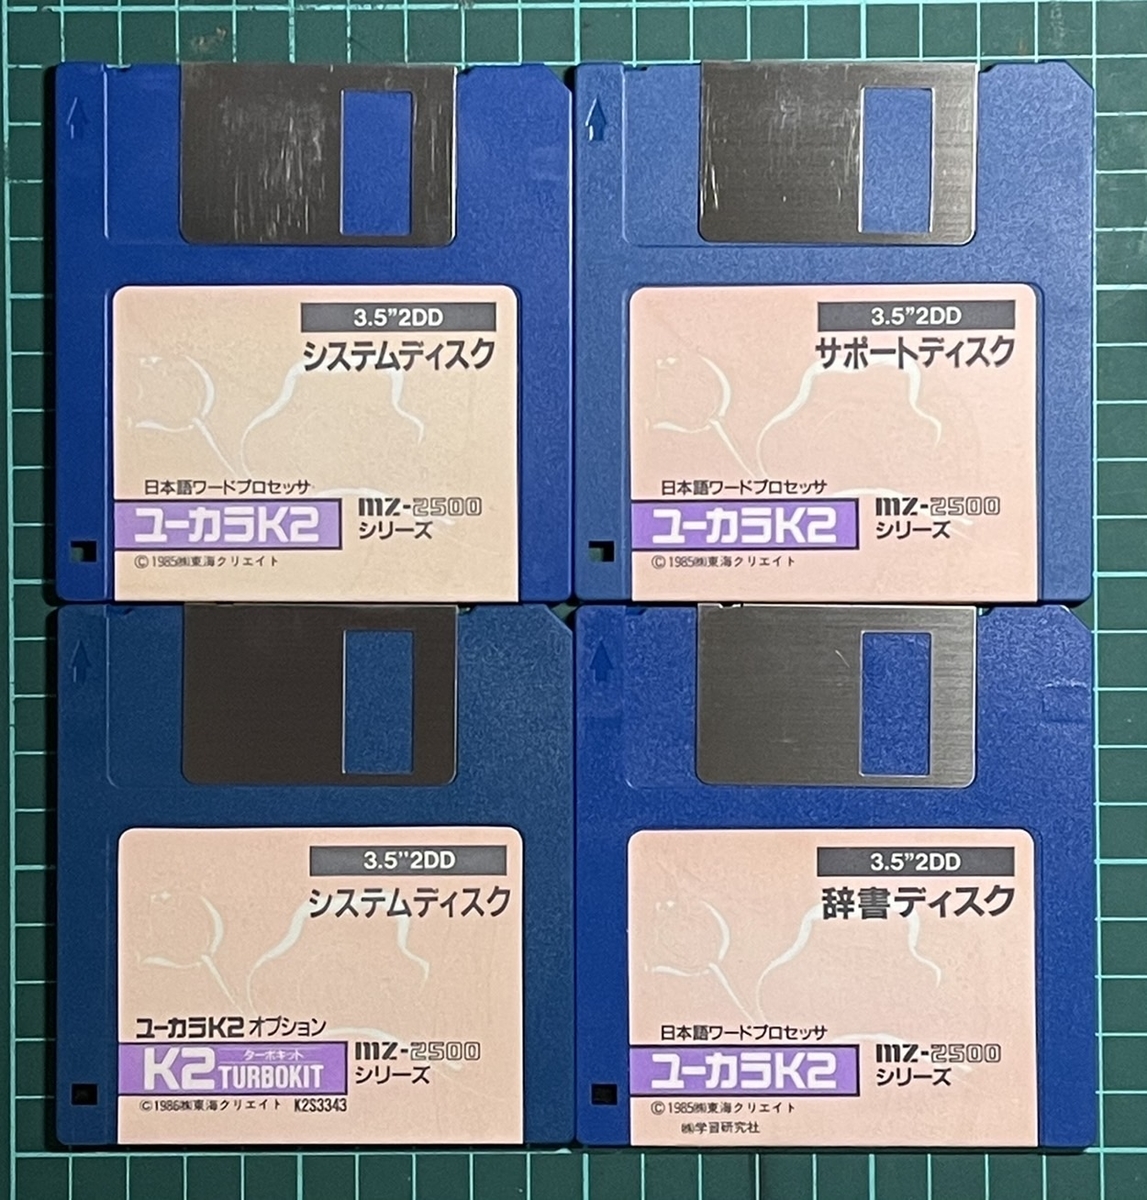 3.5”2DD
システムディスク
日本語ワードプロセッサ
ユーカラK2
mz-2500
シリーズ
©1985㈱東海クリエイト
3.5”2DD
サポートディスク
日本語ワードプロセッサ
ユーカラK2
mz-2500
シリーズ
©1985㈱東海クリエイト
3.5"2DD
システムディスク
ユーカラK2 オプション
K2 ターボキット
TURBOKIT
mz-2500
シリーズ
©1986㈱東海クリエイト K2S3343
3.5”2DD
辞書ディスク
日本語ワードプロセッサ
ユーカラK2
mz-2500
シリーズ
©1985㈱東海クリエイト
㈱学習研究社